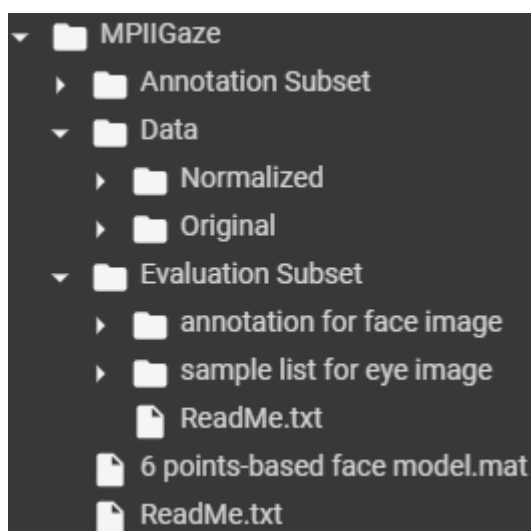 MPIIGaze
Annotation Subset
Data
Normalized
Original
Evaluation Subset
annotation for face image
sample list for eye image
ReadMe.txt
6 points-based face model.mat
ReadMe.txt